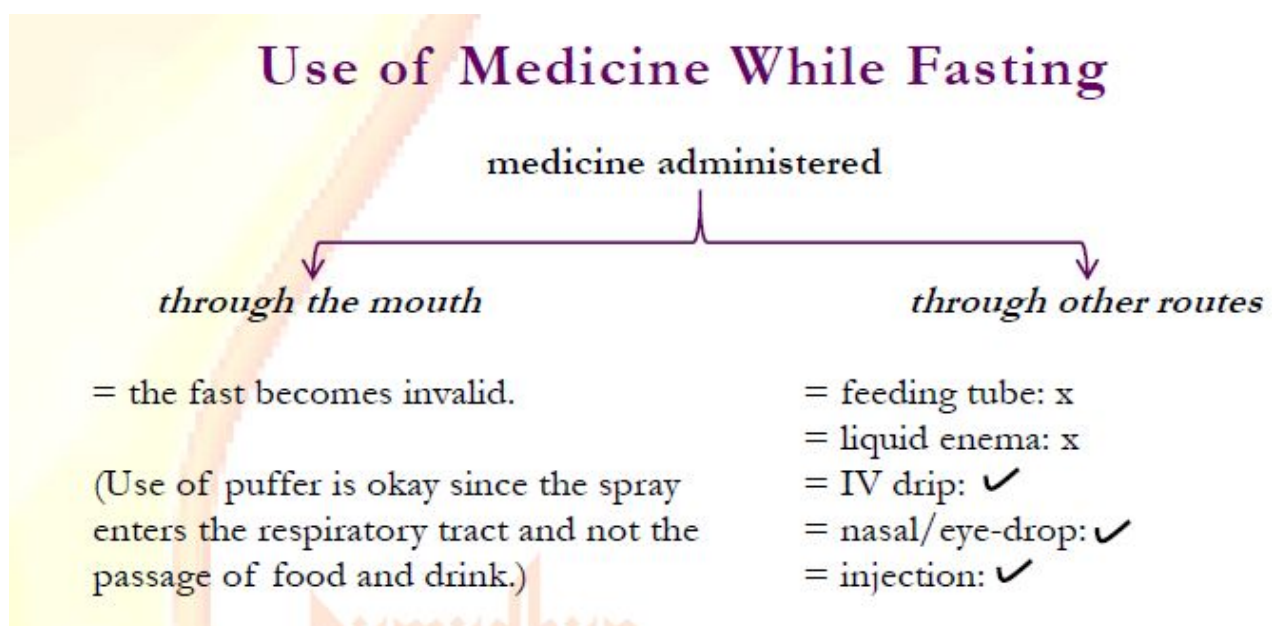 Use of Medicine While Fasting
medicine administered
through the mouth
= the fast becomes invalid.
(Use of puffer is okay since the spray
enters the respiratory tract and not the
passage of food and drink.)
through other routes
= feeding tube: x
= liquid enema: x
= IV drip: ✓
= nasal/eye-drop: ✓
= injection: ✓